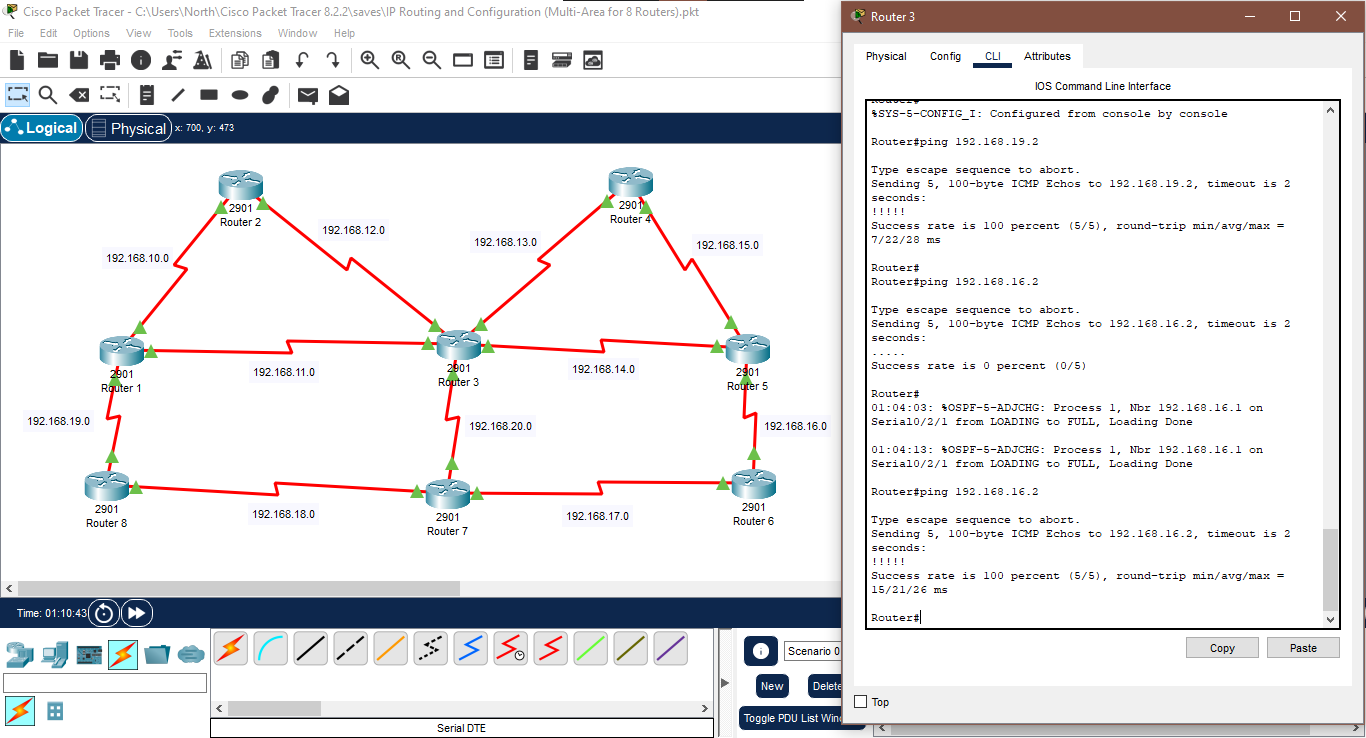 Cisco Packet Tracer - C:\Users\North\Cisco Packet Tracer 8.2.2\saves\IP Routing and Configuration (Multi-Area for 8 Routers).pkt
File Edit Options View Tools Extensions Window Help
Logical Physical x: 700, y: 473
2901
Router 2
2901
Router 4
192.168.12.0
192.168.13.0
192.168.15.0
192.168.10.0
2901
Router 1
2901
Router 3
2901
Router 5
192.168.11.0
192.168.14.0
192.168.19.0
192.168.20.0
192.168.16.0
2901
Router 8
2901
Router 7
2901
Router 6
192.168.18.0
192.168.17.0
Time: 01:10:43
Scenario 0
New Delete
Toggle PDU List Win
Serial DTE
Router 3
Physical Config CLI Attributes
IOS Command Line Interface
Router#
%SYS-5-CONFIG_I: Configured from console by console
Router#ping 192.168.19.2
Type escape sequence to abort.
Sending 5, 100-byte ICMP Echos to 192.168.19.2, timeout is 2
seconds:
!!!!!
Success rate is 100 percent (5/5), round-trip min/avg/max =
7/22/28 ms
Router#
Router#ping 192.168.16.2
Type escape sequence to abort.
Sending 5, 100-byte ICMP Echos to 192.168.16.2, timeout is 2
seconds:
.....
Success rate is 0 percent (0/5)
Router#
01:04:03: %OSPF-5-ADJCHG: Process 1, Nbr 192.168.16.1 on
Serial0/2/1 from LOADING to FULL, Loading Done
01:04:13: %OSPF-5-ADJCHG: Process 1, Nbr 192.168.16.1 on
Serial0/2/1 from LOADING to FULL, Loading Done
Router#ping 192.168.16.2
Type escape sequence to abort.
Sending 5, 100-byte ICMP Echos to 192.168.16.2, timeout is 2
seconds:
!!!!!
Success rate is 100 percent (5/5), round-trip min/avg/max =
15/21/26 ms
Router#
Copy Paste
Top